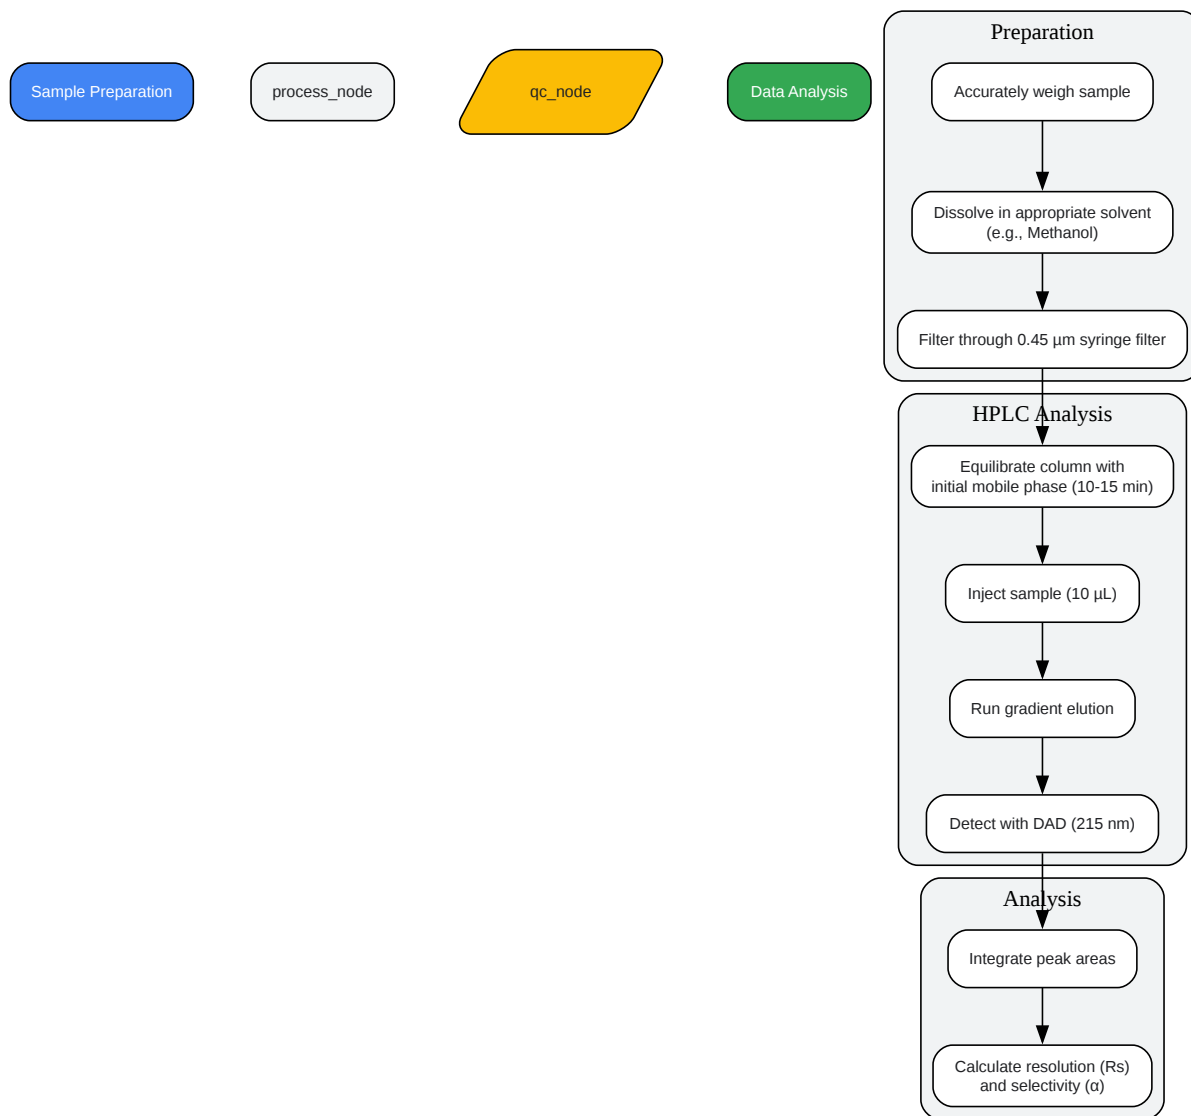 Sample Preparation
process_node
qc_node
Data Analysis
Preparation
Accurately weigh sample
Dissolve in appropriate solvent
(e.g., Methanol)
Filter through 0.45 µm syringe filter
HPLC Analysis
Equilibrate column with
initial mobile phase (10-15 min)
Inject sample (10 µL)
Run gradient elution
Detect with DAD (215 nm)
Analysis
Integrate peak areas
Calculate resolution (Rs)
and selectivity (α)